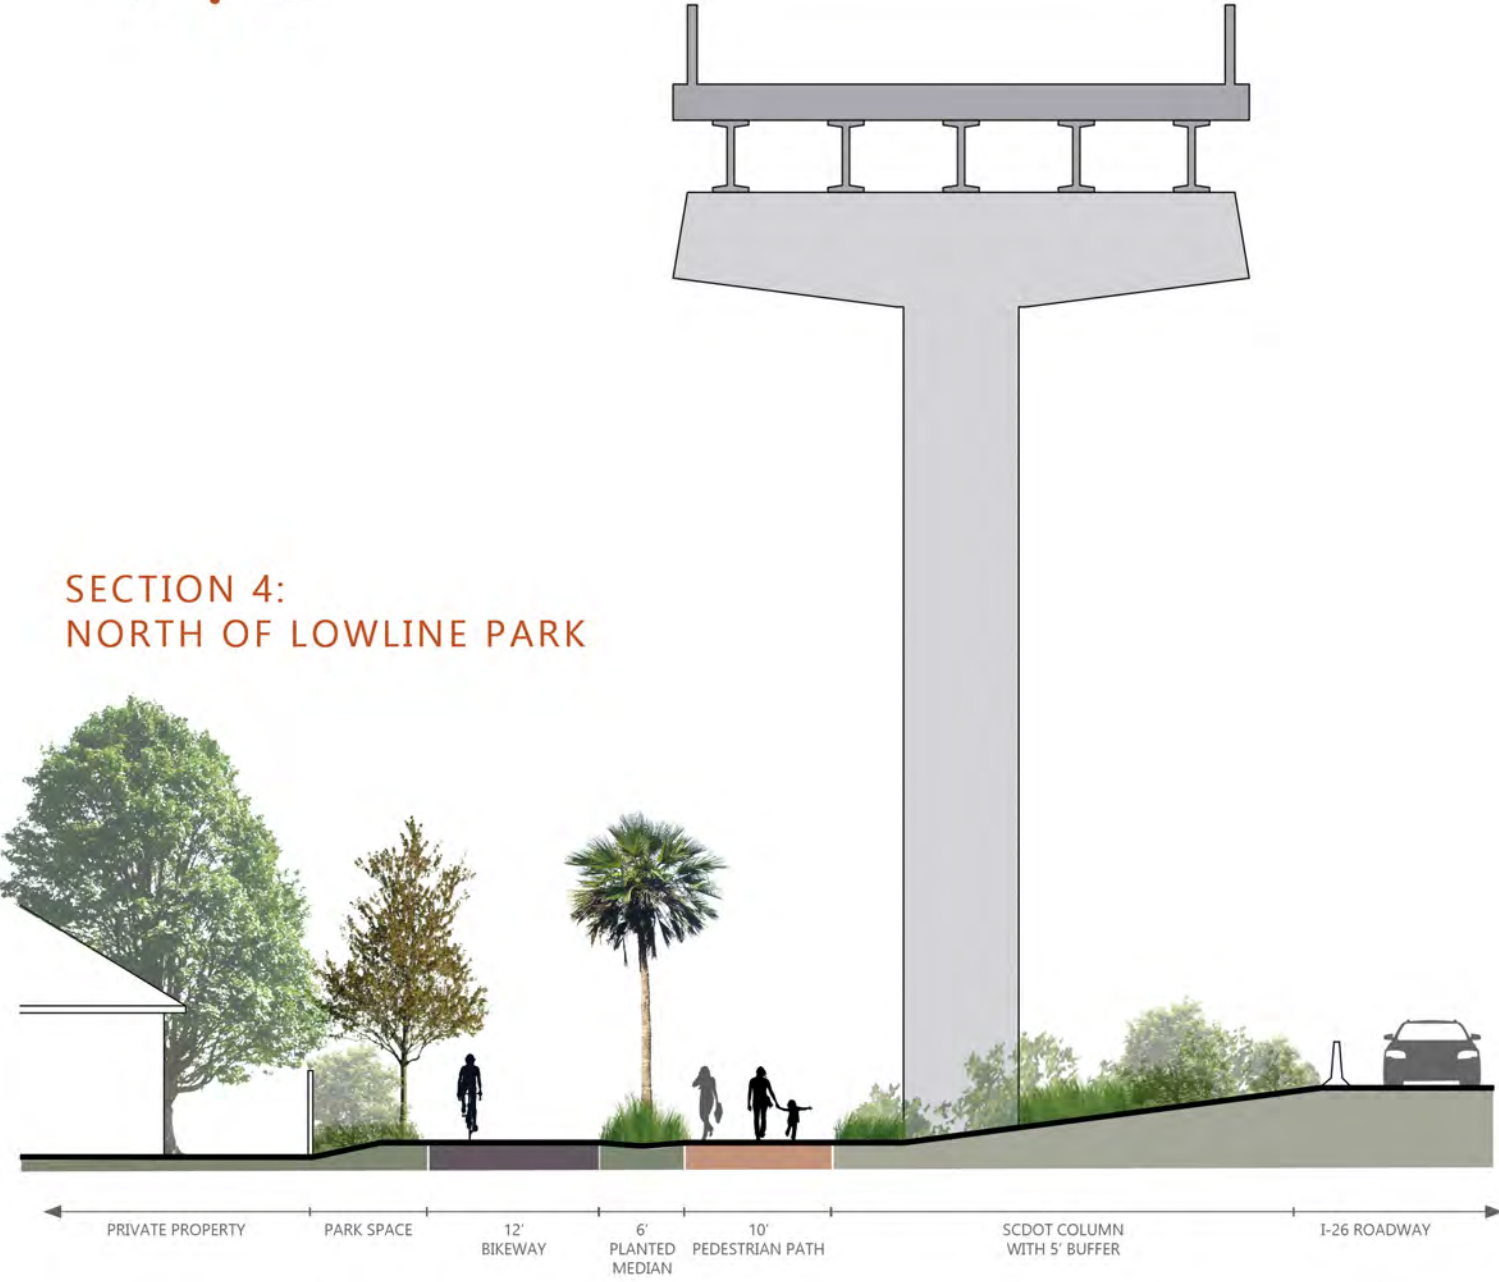 SECTION 4:
NORTH OF LOWLINE PARK
PRIVATE PROPERTY
PARK SPACE
12'
BIKEWAY
6'
PLANTED
MEDIAN
10'
PEDESTRIAN PATH
SCDOT COLUMN
WITH 5' BUFFER
I-26 ROADWAY